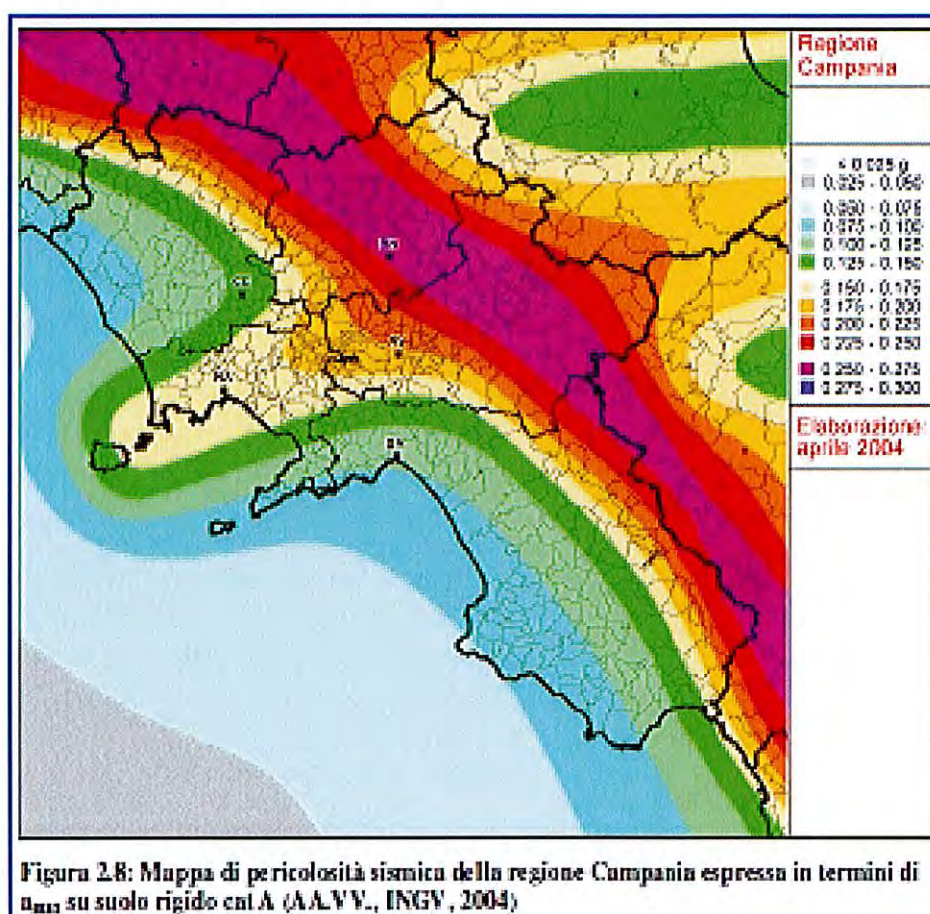 Regione
Campania
< 0.025 g
0.025 - 0.050
0.050 - 0.075
0.075 - 0.100
0.100 - 0.125
0.125 - 0.150
0.150 - 0.175
0.175 - 0.200
0.200 - 0.225
0.225 - 0.250
0.250 - 0.275
0.275 - 0.300
Elaborazione:
aprile 2004
BN
CE
AV
NA
SA
Figura 2.8: Mappa di pericolosità sismica della regione Campania espressa in termini di
su suolo rigido cat A (AA.VV., INGV, 2004)